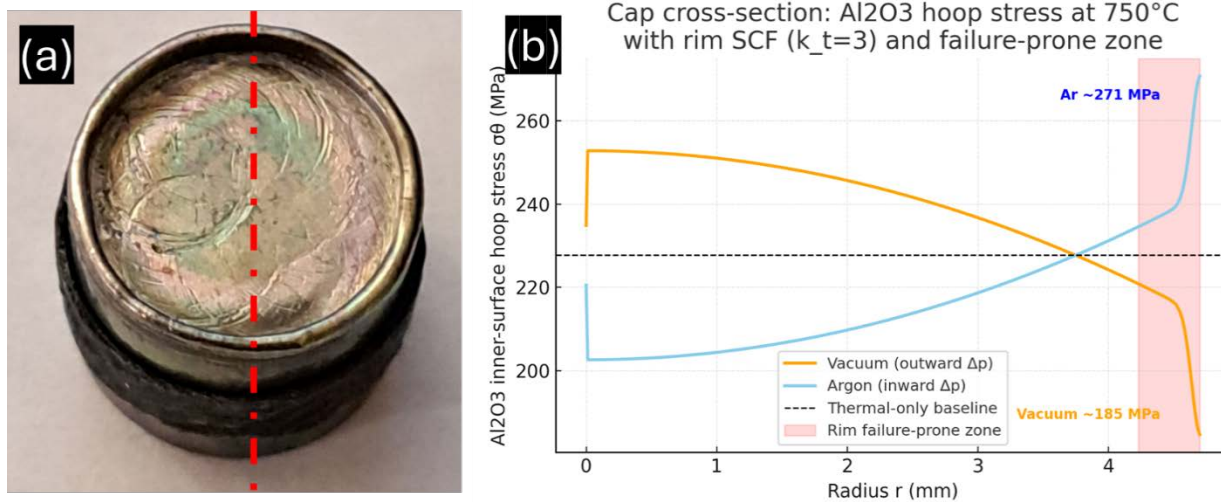 (a)
(b)
Cap cross-section: Al2O3 hoop stress at 750°C
with rim SCF (k_t=3) and failure-prone zone
Al2O3 inner-surface hoop stress σθ (MPa)
260
240
220
200
Ar ~271 MPa
Vacuum (outward Δp)
Argon (inward Δp)
Thermal-only baseline
Rim failure-prone zone
Vacuum ~185 MPa
0 1 2 3 4
Radius r (mm)